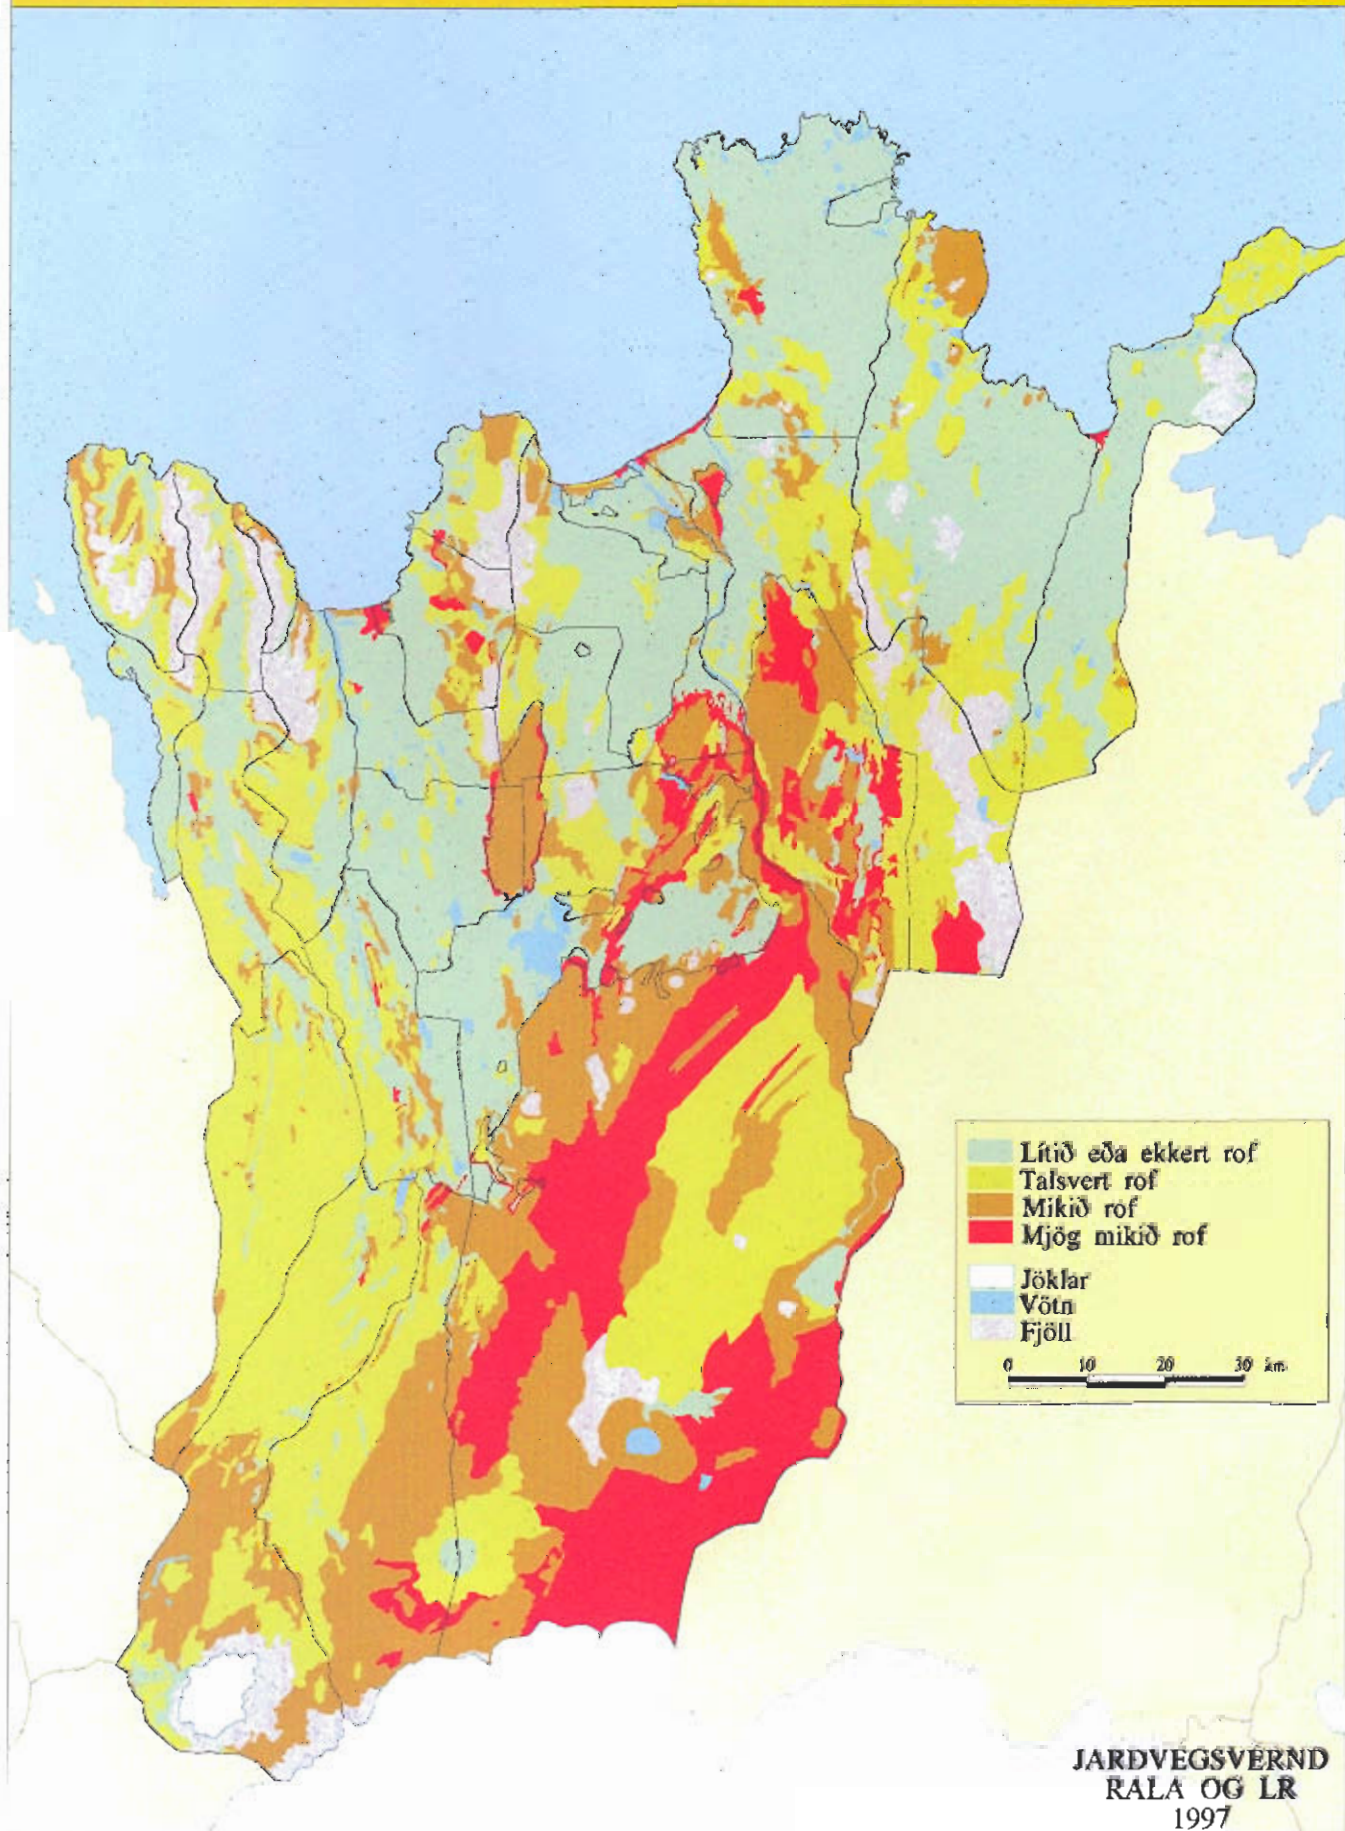 Lítið eða ekkert rof
Talsvert rof
Mikið rof
Mjög mikið rof
Jöklar
Vötn
Fjöll
0 10 20 30 km
JARDVEGSVERND
RALA OG LR
1997